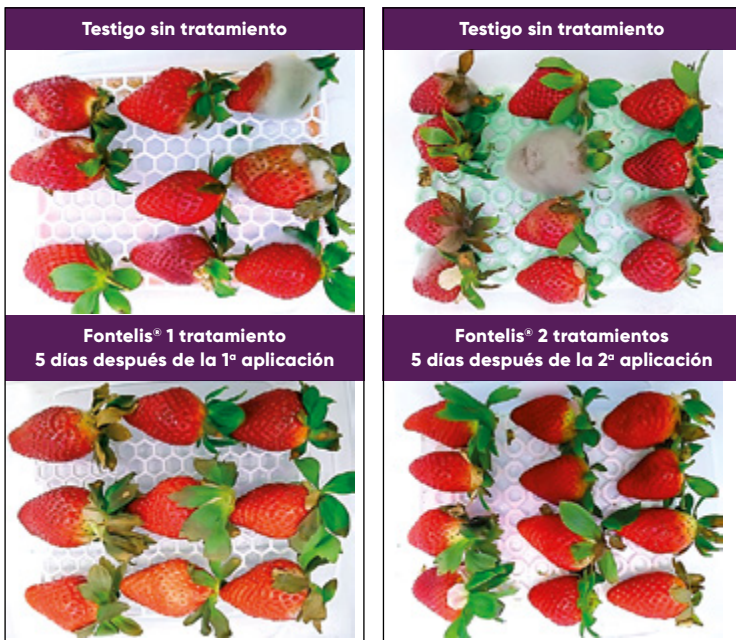 Testigo sin tratamiento
Testigo sin tratamiento
Fontelis® 1 tratamiento
5 días después de la 1ª aplicación
Fontelis® 2 tratamientos
5 días después de la 2ª aplicación